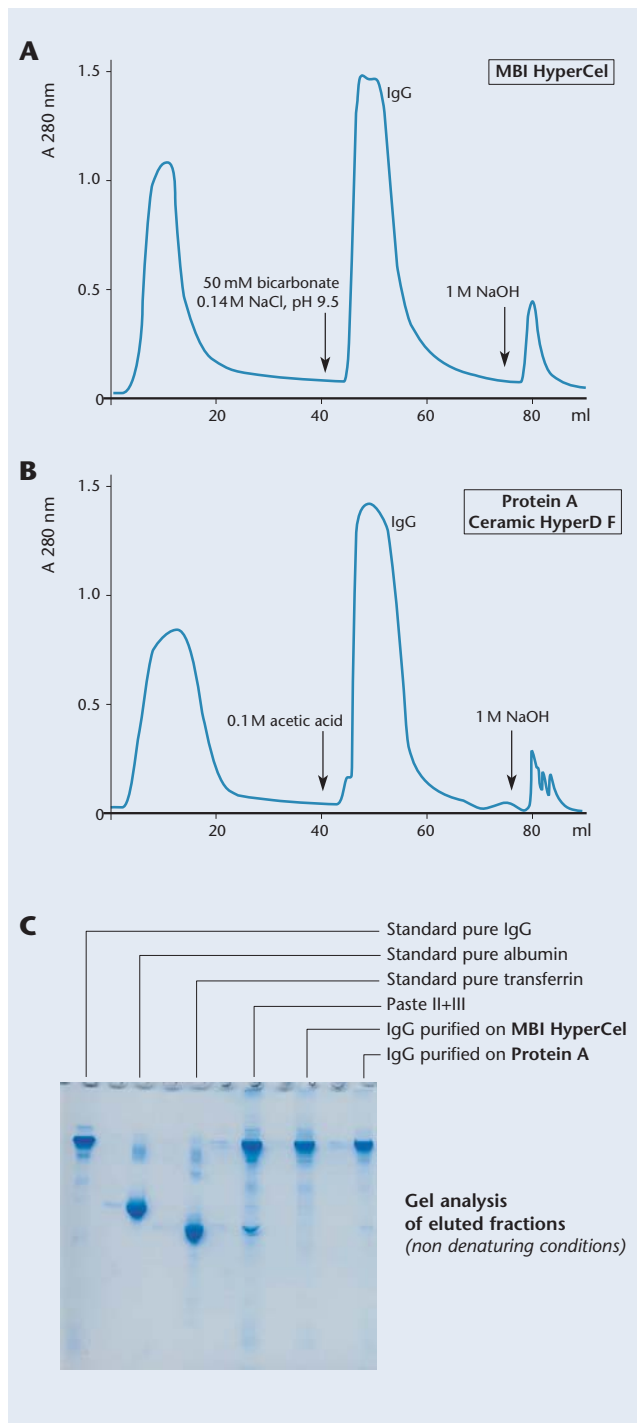 A
MBI HyperCel
A 280 nm
1.5
1.0
0.5
0
IgG
50 mM bicarbonate
0.14 M NaCl, pH 9.5
1 M NaOH
20
40
60
80
ml
B
Protein A
Ceramic HyperD F
A 280 nm
1.5
1.0
0.5
0
IgG
0.1 M acetic acid
1 M NaOH
20
40
60
80
ml
C
Standard pure IgG
Standard pure albumin
Standard pure transferrin
Paste II+III
IgG purified on MBI HyperCel
IgG purified on Protein A
Gel analysis
of eluted fractions
(non denaturing conditions)